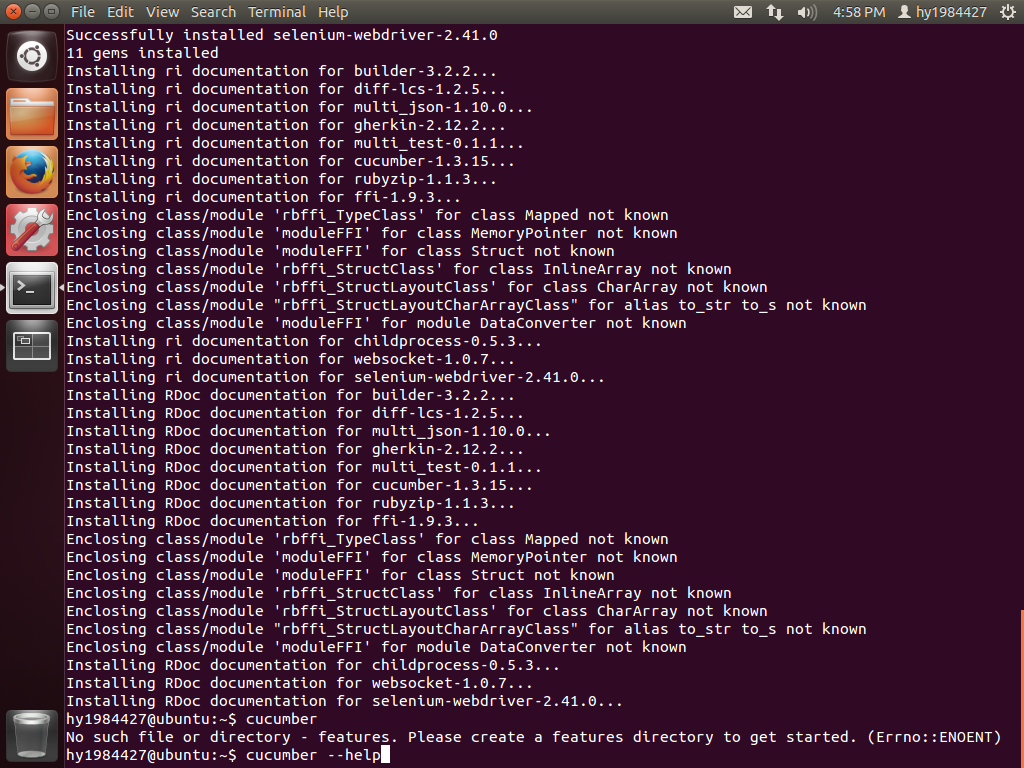 File Edit View Search Terminal Help 4:58 PM hy1984427
Successfully installed selenium-webdriver-2.41.0
11 gems installed
Installing ri documentation for builder-3.2.2...
Installing ri documentation for diff-lcs-1.2.5...
Installing ri documentation for multi_json-1.10.0...
Installing ri documentation for gherkin-2.12.2...
Installing ri documentation for multi_test-0.1.1...
Installing ri documentation for cucumber-1.3.15...
Installing ri documentation for rubyzip-1.1.3...
Installing ri documentation for ffi-1.9.3...
Enclosing class/module 'rbffi_TypeClass' for class Mapped not known
Enclosing class/module 'moduleFFI' for class MemoryPointer not known
Enclosing class/module 'moduleFFI' for class Struct not known
Enclosing class/module 'rbffi_StructClass' for class InlineArray not known
Enclosing class/module 'rbffi_StructLayoutClass' for class CharArray not known
Enclosing class/module "rbffi_StructLayoutCharArrayClass" for alias to_str to_s not known
Enclosing class/module 'moduleFFI' for module DataConverter not known
Installing ri documentation for childprocess-0.5.3...
Installing ri documentation for websocket-1.0.7...
Installing ri documentation for selenium-webdriver-2.41.0...
Installing RDoc documentation for builder-3.2.2...
Installing RDoc documentation for diff-lcs-1.2.5...
Installing RDoc documentation for multi_json-1.10.0...
Installing RDoc documentation for gherkin-2.12.2...
Installing RDoc documentation for multi_test-0.1.1...
Installing RDoc documentation for cucumber-1.3.15...
Installing RDoc documentation for rubyzip-1.1.3...
Installing RDoc documentation for ffi-1.9.3...
Enclosing class/module 'rbffi_TypeClass' for class Mapped not known
Enclosing class/module 'moduleFFI' for class MemoryPointer not known
Enclosing class/module 'moduleFFI' for class Struct not known
Enclosing class/module 'rbffi_StructClass' for class InlineArray not known
Enclosing class/module 'rbffi_StructLayoutClass' for class CharArray not known
Enclosing class/module "rbffi_StructLayoutCharArrayClass" for alias to_str to_s not known
Enclosing class/module 'moduleFFI' for module DataConverter not known
Installing RDoc documentation for childprocess-0.5.3...
Installing RDoc documentation for websocket-1.0.7...
Installing RDoc documentation for selenium-webdriver-2.41.0...
hy1984427@ubuntu:~$ cucumber
No such file or directory - features. Please create a features directory to get started. (Errno::ENOENT)
hy1984427@ubuntu:~$ cucumber --help